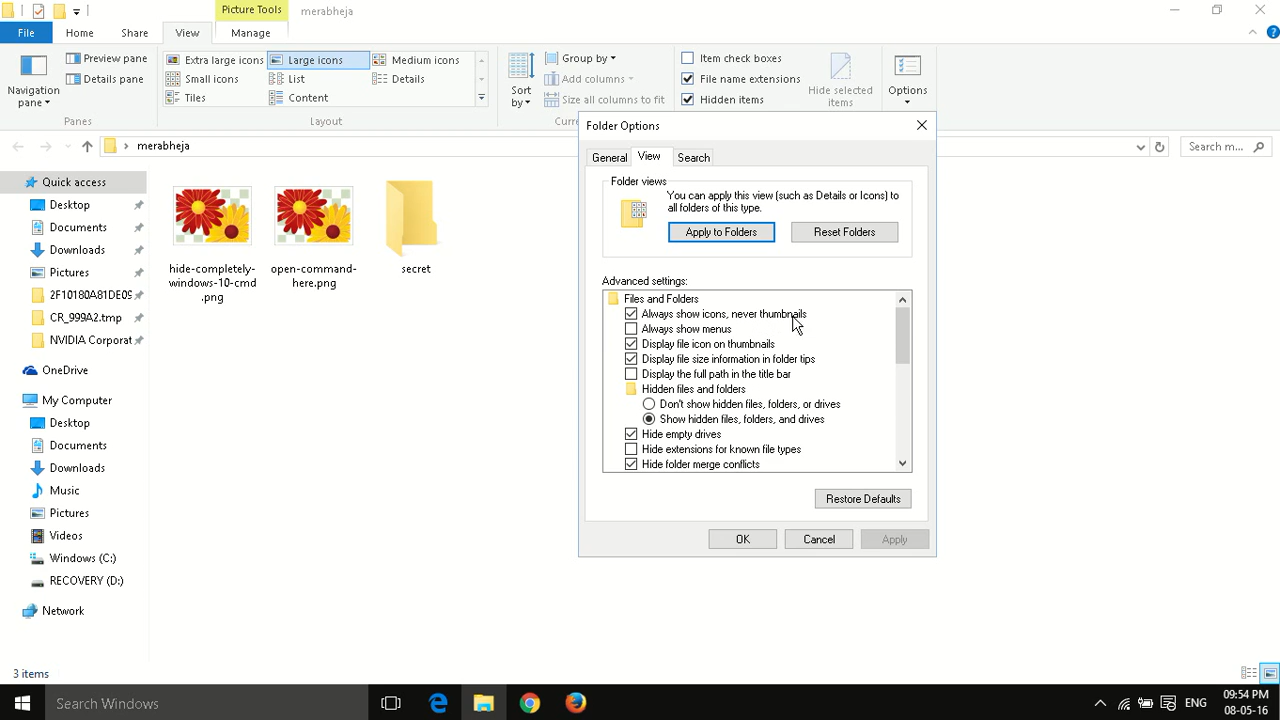 Picture Tools
merabheja
File
Home
Share
View
Manage
Navigation
pane
Preview pane
Details pane
Panes
Extra large icons
Large icons
Medium icons
Small icons
List
Details
Tiles
Content
Layout
Sort
by
Group by
Add columns
Size all columns to fit
Item check boxes
File name extensions
Hidden items
Hide selected
items
Options
merabheja
Search m...
Quick access
Desktop
Documents
Downloads
Pictures
2F10180A81DE09
CR_999A2.tmp
NVIDIA Corporat
OneDrive
My Computer
Desktop
Documents
Downloads
Music
Pictures
Videos
Windows (C:)
RECOVERY (D:)
Network
hide-completely-
windows-10-cmd
.png
open-command-
here.png
secret
Folder Options
General
View
Search
Folder views
You can apply this view (such as Details or Icons) to
all folders of this type.
Apply to Folders
Reset Folders
Advanced settings:
Files and Folders
Always show icons, never thumbnails
Always show menus
Display file icon on thumbnails
Display file size information in folder tips
Display the full path in the title bar
Hidden files and folders
Don't show hidden files, folders, or drives
Show hidden files, folders, and drives
Hide empty drives
Hide extensions for known file types
Hide folder merge conflicts
Restore Defaults
OK
Cancel
Apply
3 items
Search Windows
ENG
09:54 PM
08-05-16